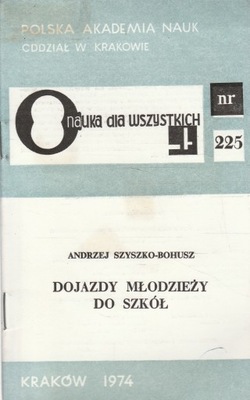 POLSKA AKADEMIA NAUK
ODDZIAŁ W KRAKOWIE
nauka dla wszystkich
nr
225
ANDRZEJ SZYSZKO-BOHUSZ
DOJAZDY MŁODZIEŻY
DO SZKÓŁ
KRAKÓW 1974